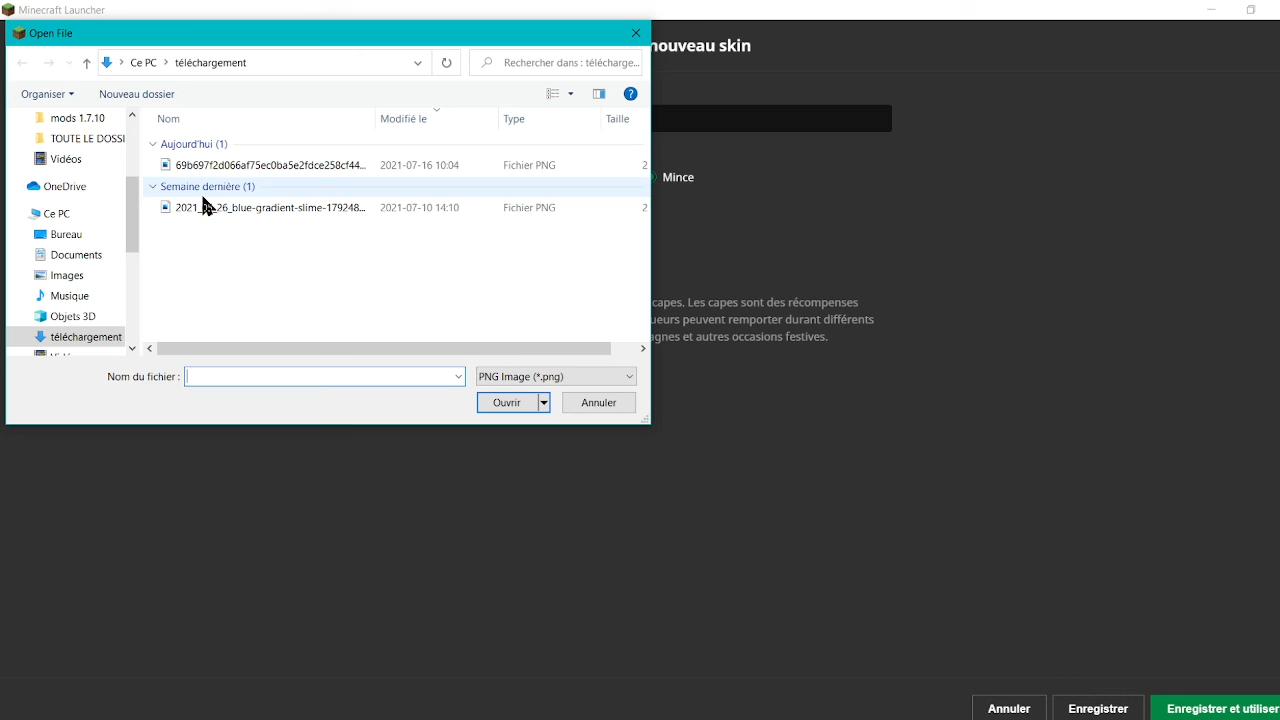 Minecraft Launcher
Open File
nouveau skin
Ce PC
téléchargement
Rechercher dans : télécharge...
Organiser
Nouveau dossier
mods 1.7.10
TOUTE LE DOSSI
Vidéos
OneDrive
Ce PC
Bureau
Documents
Images
Musique
Objets 3D
téléchargement
Nom Modifié le Type Taille
Aujourd'hui (1)
69b697f2d066af75ec0ba5e2fdce258cf44... 2021-07-16 10:04 Fichier PNG 2
Semaine dernière (1)
26_blue-gradient-slime-179248... 2021-07-10 14:10 Fichier PNG 2
Mince
capes. Les capes sont des récompenses
ueurs peuvent remporter durant différents
agnes et autres occasions festives.
Nom du fichier :
PNG Image (*.png)
Ouvrir
Annuler
Annuler
Enregistrer
Enregistrer et utiliser